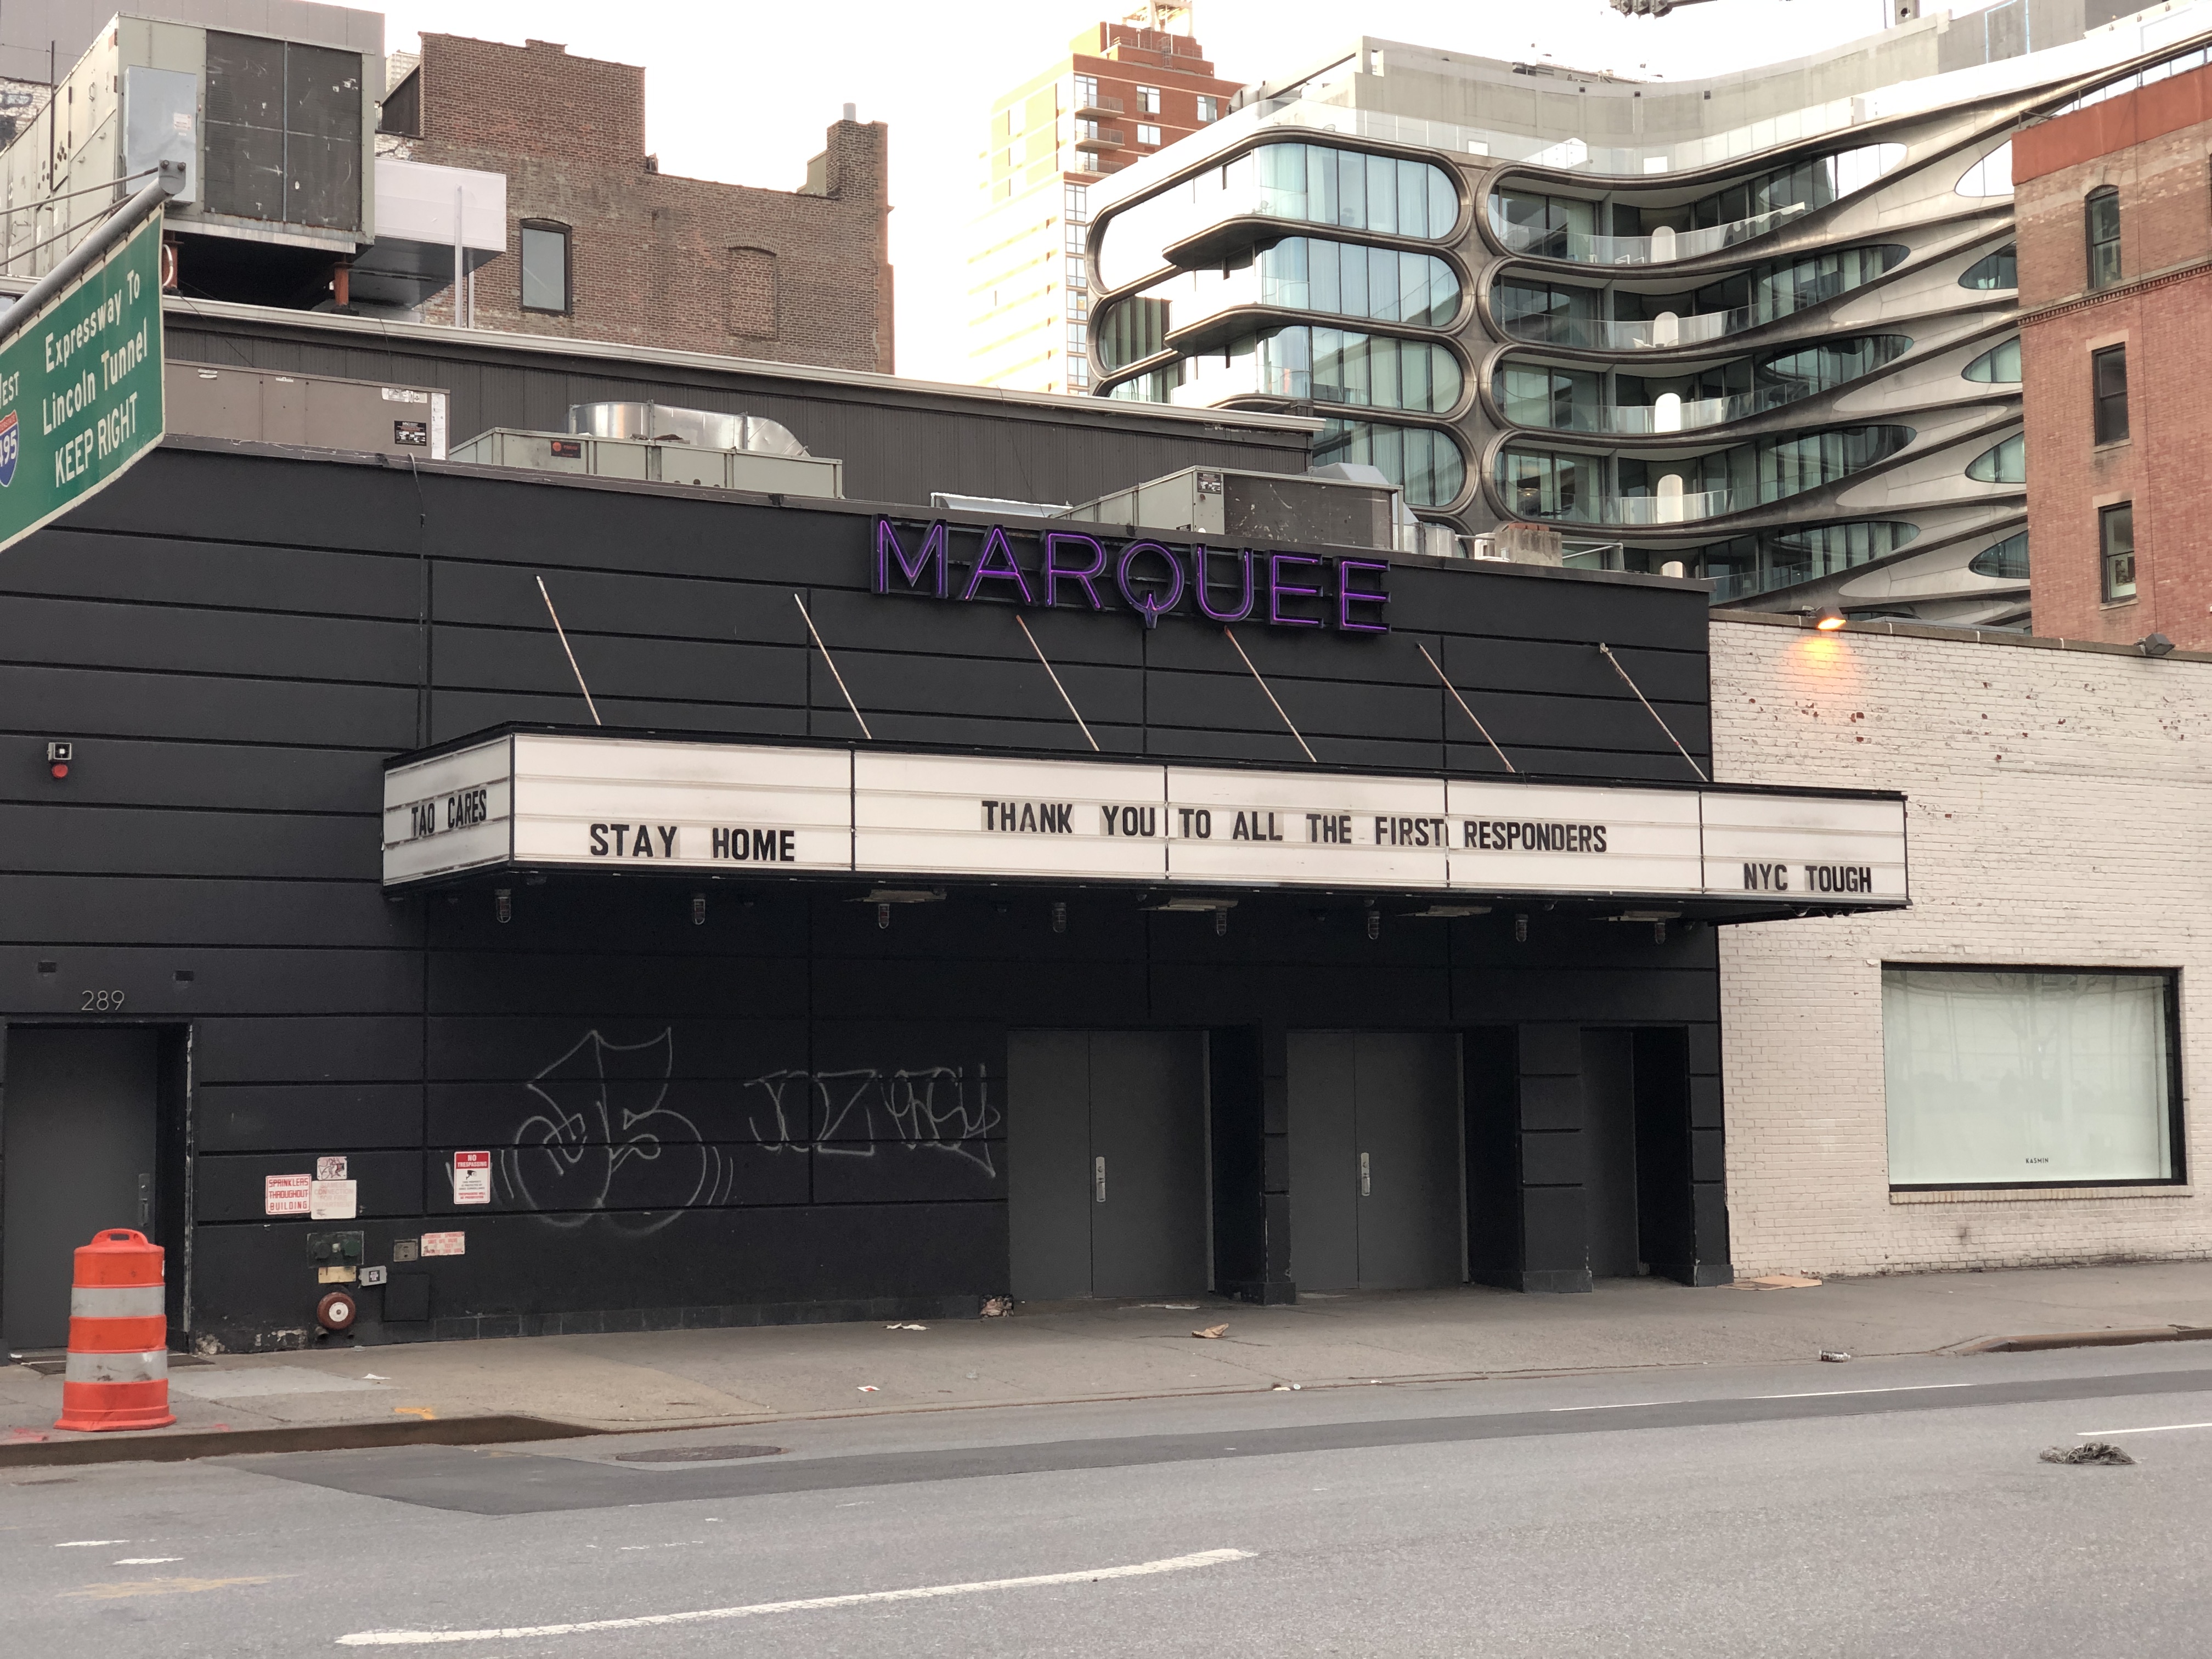 WEST
495
Expressway To
Lincoln Tunnel
KEEP RIGHT
MARQUEE
TAO CARES
STAY HOME
THANK YOU TO ALL THE FIRST RESPONDERS
NYC TOUGH
289
NO
TRESPASSING
SPRINKLERS
THROUGHOUT
BUILDING
KASMIN